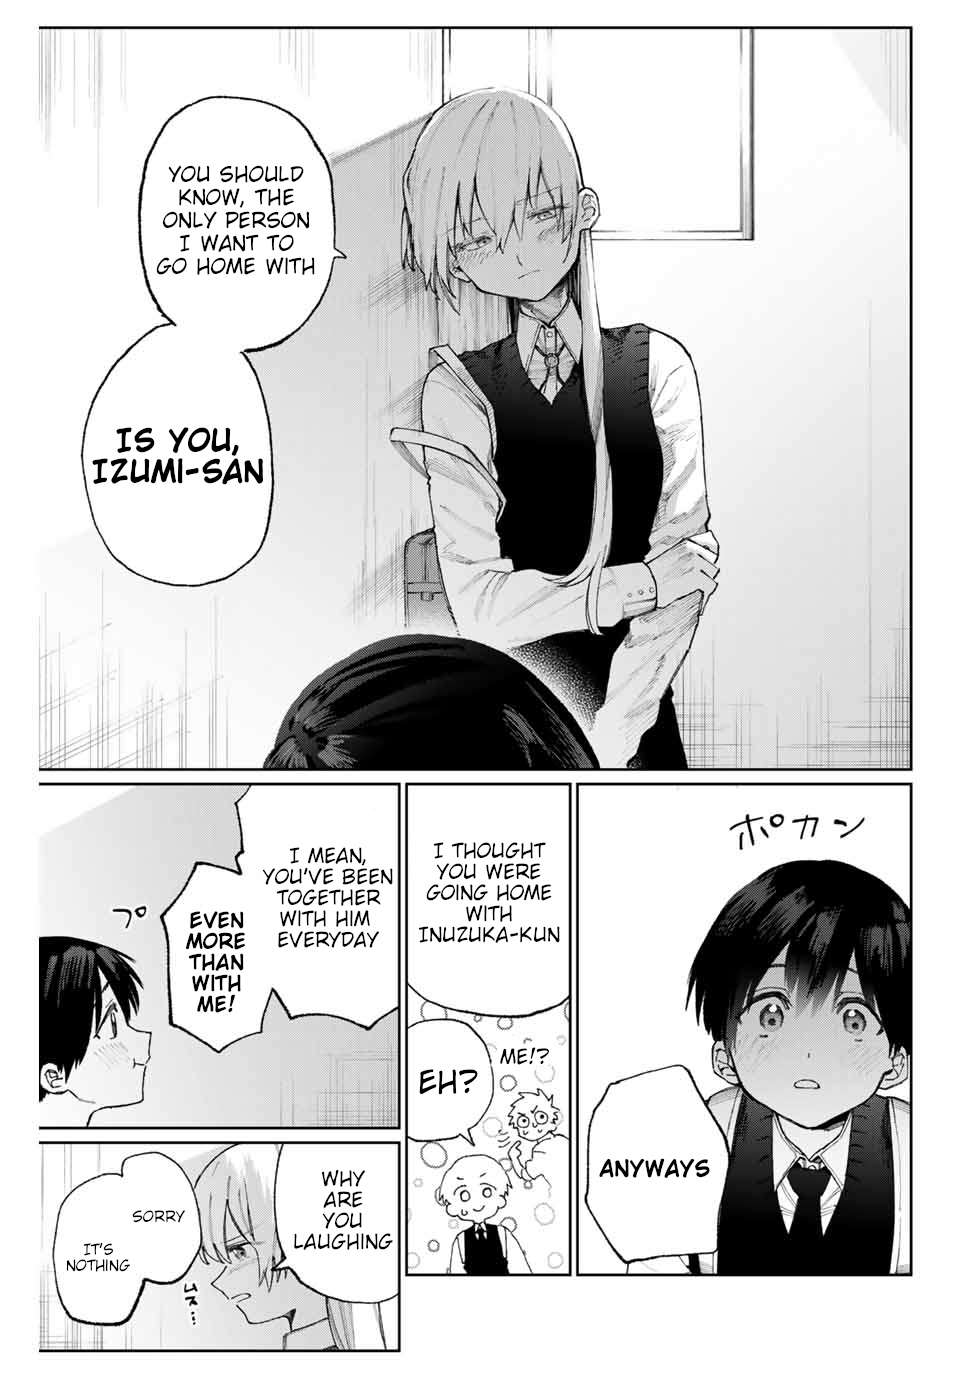 YOU SHOULD
KNOW, THE
ONLY PERSON
I WANT TO
GO HOME WITH
IS YOU,
IZUMI-SAN
ポカン
ANYWAYS
I THOUGHT
YOU WERE
GOING HOME
WITH
INUZUKA-KUN
ME!?
EH?
I MEAN,
YOU'VE BEEN
TOGETHER
WITH HIM
EVERYDAY
EVEN
MORE
THAN
WITH
ME!
プ
WHY
ARE
YOU
LAUGHING
SORRY
IT'S
NOTHING
ムス…